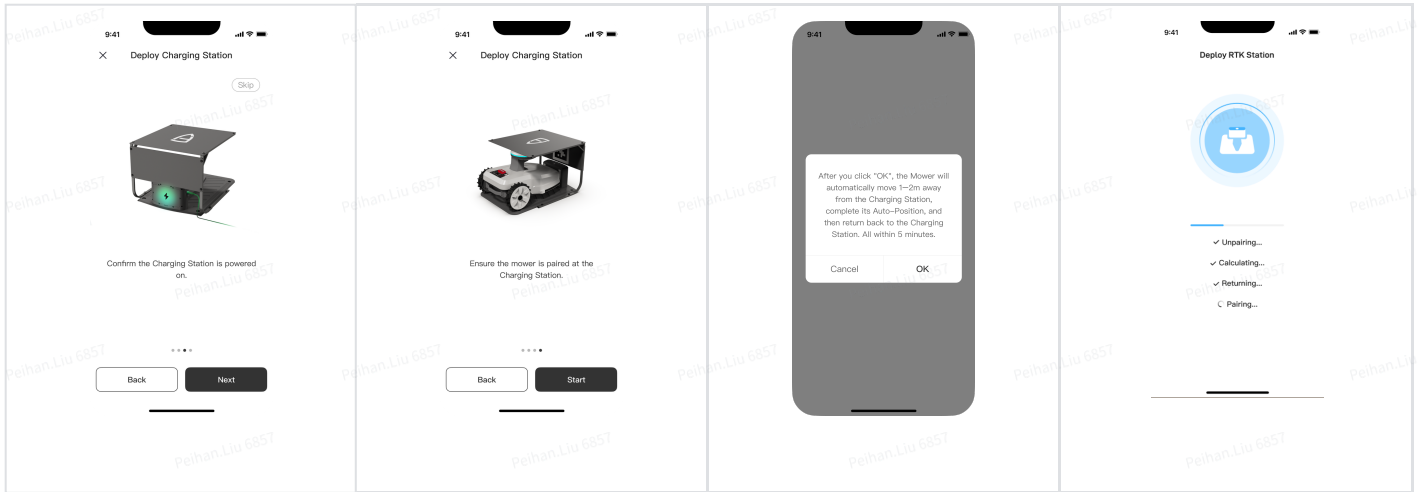 9:41
Deploy Charging Station
Skip
Confirm the Charging Station is powered
on.
Back
Next
9:41
Deploy Charging Station
Ensure the mower is paired at the
Charging Station.
Back
Start
9:41
After you click "OK", the Mower will
automatically move 1–2m away
from the Charging Station,
complete its Auto-Position, and
then return back to the Charging
Station. All within 5 minutes.
Cancel
OK
9:41
Deploy RTK Station
Unpairing...
Calculating...
Returning...
Pairing...
Peihan.Liu 6857